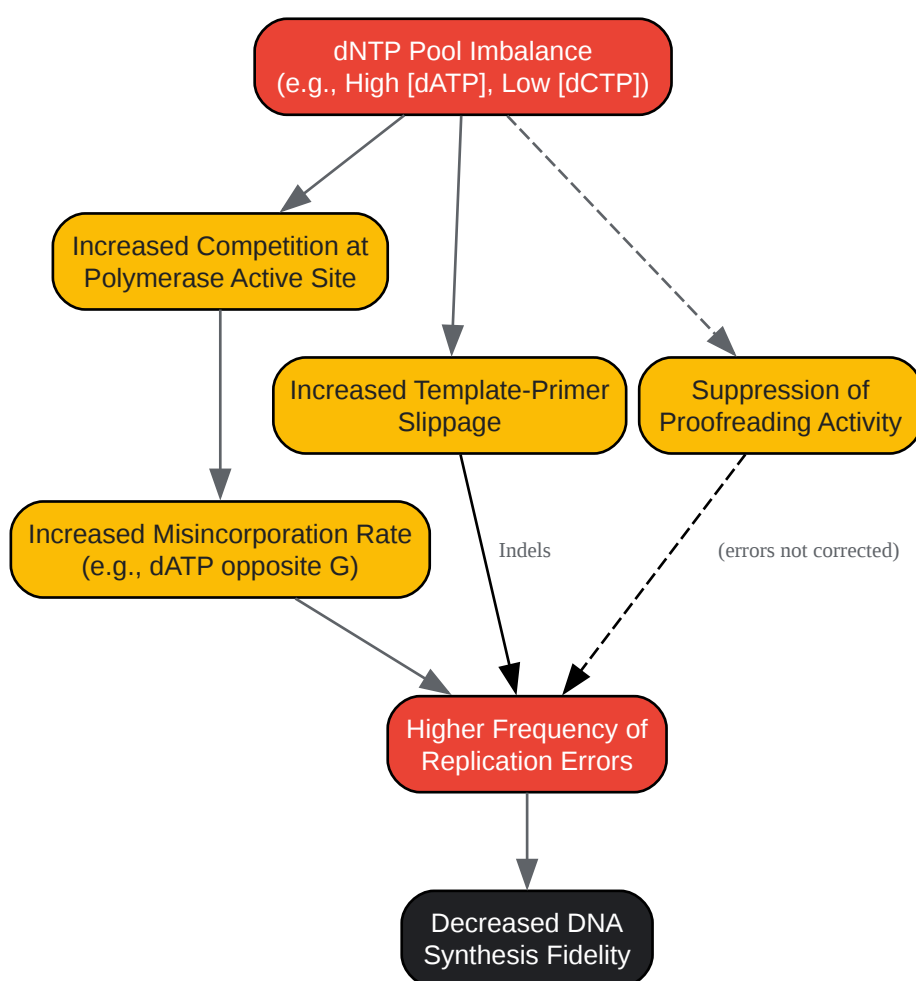 dNTP Pool Imbalance
(e.g., High [dATP], Low [dCTP])
Increased Competition at
Polymerase Active Site
Increased Template-Primer
Slippage
Suppression of
Proofreading Activity
Increased Misincorporation Rate
(e.g., dATP opposite G)
Indels
(errors not corrected)
Higher Frequency of
Replication Errors
Decreased DNA
Synthesis Fidelity